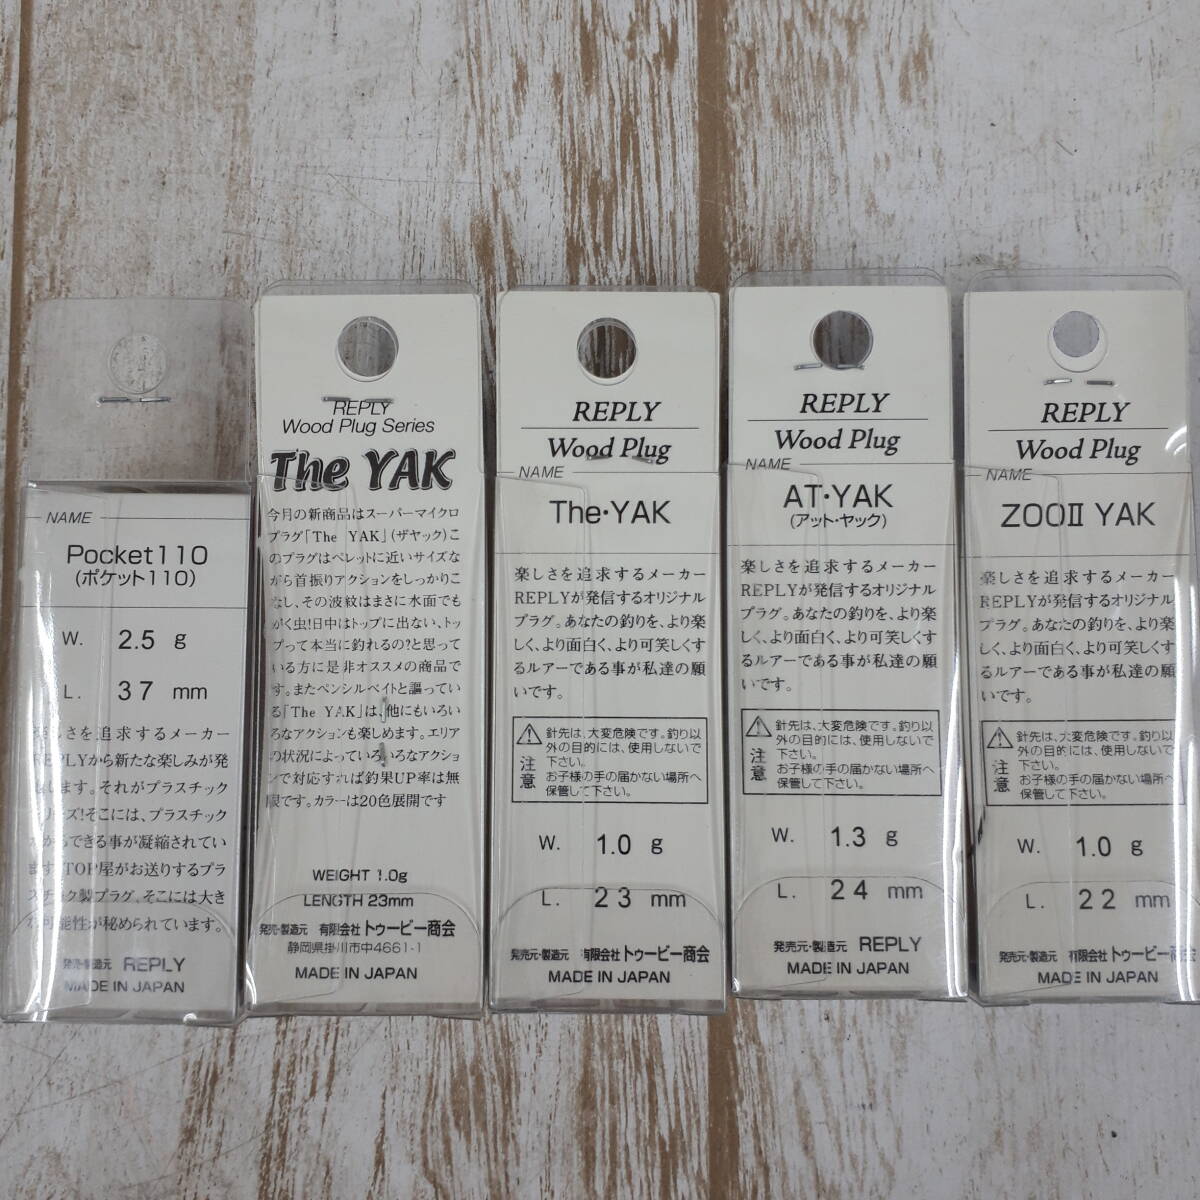 NAME
Pocket110
(ポケット110)
W. 2.5 g
L. 37 mm
楽しさを追求するメーカー
REPLYから新たな楽しみが発
します。それがプラスチック
リーズ!そこには、プラスチック
だからできる事が凝縮されてい
ます。TOP屋がお送りするプラ
スチック製プラグ、そこには大き
な可能性が秘められています。
発売・製造元 REPLY
MADE IN JAPAN
REPLY
Wood Plug Series
The YAK
今月の新商品はスーパーマイクロ
プラグ「The YAK」(ザヤック)こ
のプラグはペレットに近いサイズな
がら首振りアクションをしっかりこ
なし、その波紋はまさに水面でも
がく虫!日中はトップに出ない、トッ
プって本当に釣れるの?と思って
いる方に是非オススメの商品で
す。またペンシルベイトと謳ってい
る「The YAK」は、他にもいろい
ろなアクションも楽しめます。エリア
の状況によっていろいろなアクショ
ンで対応すれば釣果UP率は無
限です。カラーは20色展開です
WEIGHT 1.0g
LENGTH 23mm
発売・製造元 有限会社トゥービー商会
静岡県掛川市中4661-1
MADE IN JAPAN
REPLY
Wood Plug
NAME
The・YAK
楽しさを追求するメーカー
REPLYが発信するオリジナル
プラグ。あなたの釣りを、より楽
しく、より面白く、より可笑しくす
るルアーである事が私達の願
いです。
注意
針先は、大変危険です。釣り以
外の目的には、使用しないで
下さい。
お子様の手の届かない場所へ
保管して下さい。
W. 1.0 g
L. 23 mm
発売元・製造元 有限会社トゥービー商会
MADE IN JAPAN
REPLY
Wood Plug
NAME
AT・YAK
(アット・ヤック)
楽しさを追求するメーカー
REPLYが発信するオリジナル
プラグ。あなたの釣りを、より楽
しく、より面白く、より可笑しくす
るルアーである事が私達の願
いです。
注意
針先は、大変危険です。釣り以
外の目的には、使用しないで
下さい。
お子様の手の届かない場所へ
保管して下さい。
W. 1.3 g
L. 24 mm
発売元・製造元 REPLY
MADE IN JAPAN
REPLY
Wood Plug
NAME
ZOOⅡ YAK
楽しさを追求するメーカー
REPLYが発信するオリジナル
プラグ。あなたの釣りを、より楽
しく、より面白く、より可笑しくす
るルアーである事が私達の願
いです。
注意
針先は、大変危険です。釣り以
外の目的には、使用しないで
下さい。
お子様の手の届かない場所へ
保管して下さい。
W. 1.0 g
L. 22 mm
発売元・製造元 有限会社トゥービー商会
MADE IN JAPAN